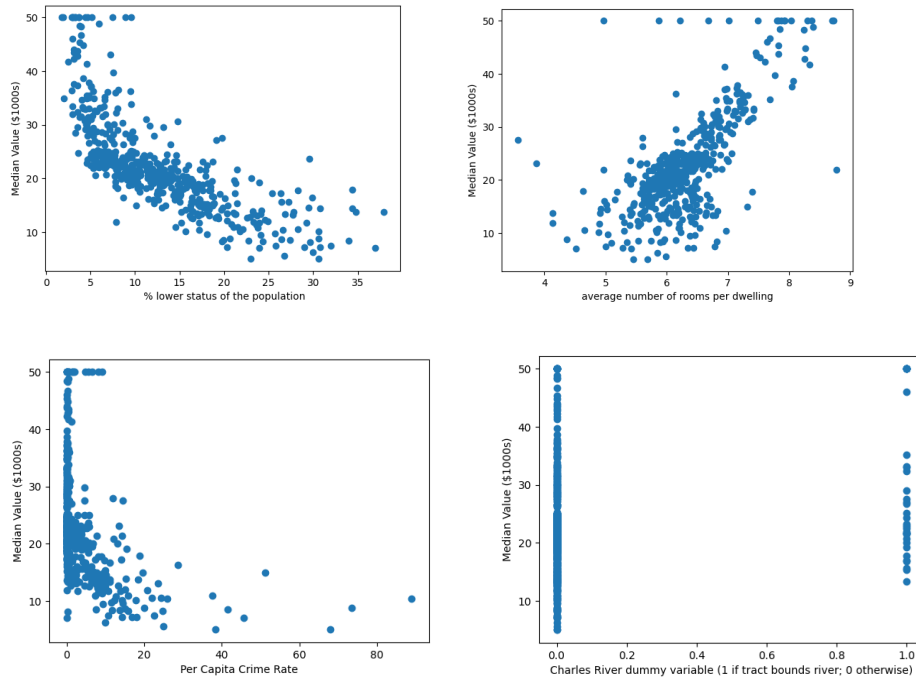 50
40
30
20
10
Median Value ($1000s)
0 5 10 15 20 25 30 35
% lower status of the population
50
40
30
20
10
Median Value ($1000s)
4 5 6 7 8 9
average number of rooms per dwelling
50
40
30
20
10
Median Value ($1000s)
0 20 40 60 80
Per Capita Crime Rate
50
40
30
20
10
Median Value ($1000s)
0.0 0.2 0.4 0.6 0.8 1.0
Charles River dummy variable (1 if tract bounds river; 0 otherwise)